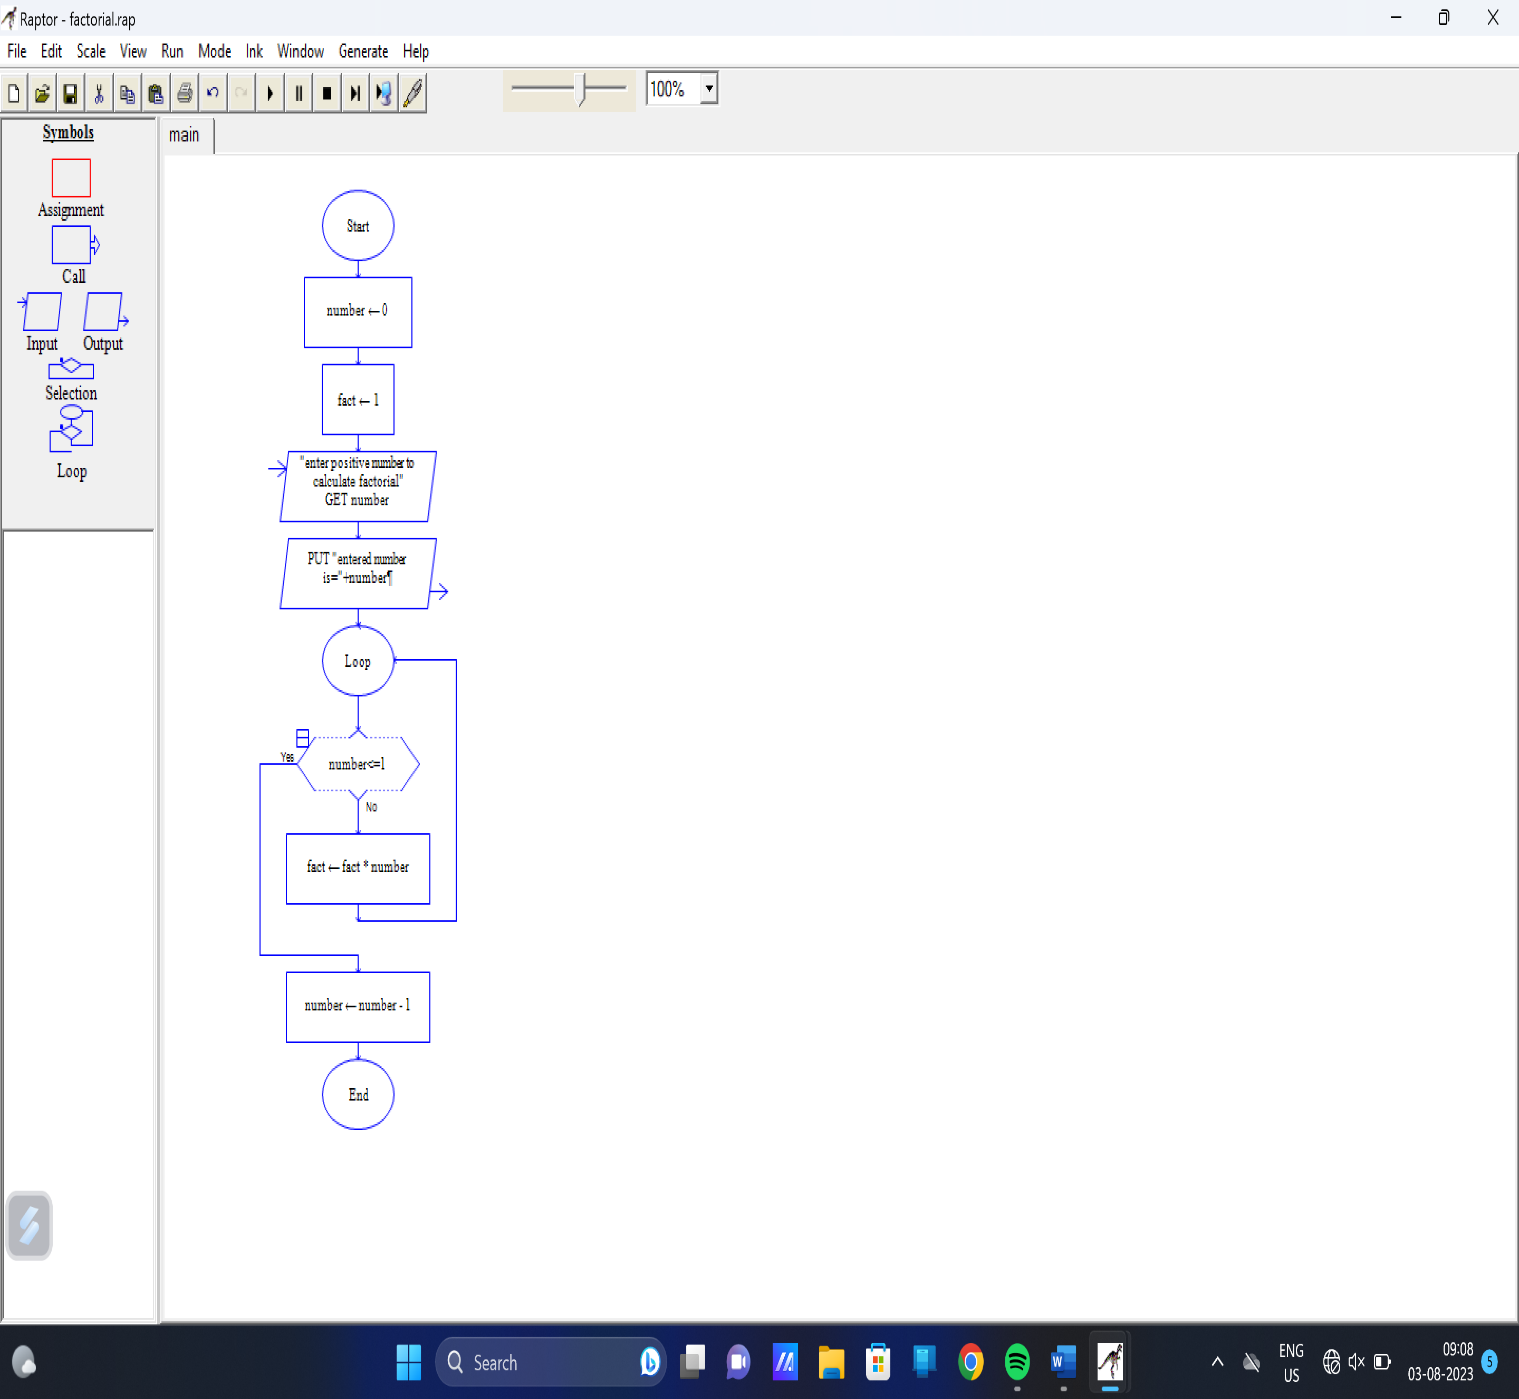 Raptor - factorial.rap
File Edit Scale View Run Mode Ink Window Generate Help
100%
Symbols
Assignment
Call
Input Output
Selection
Loop
main
Start
number ← 0
fact ← 1
"enter positive number to
calculate factorial"
GET number
PUT "entered number
is="+number¶
Loop
number<=1
Yes
No
fact ← fact * number
number ← number - 1
End
Search
W
ENG
US
09:08
03-08-2023
5